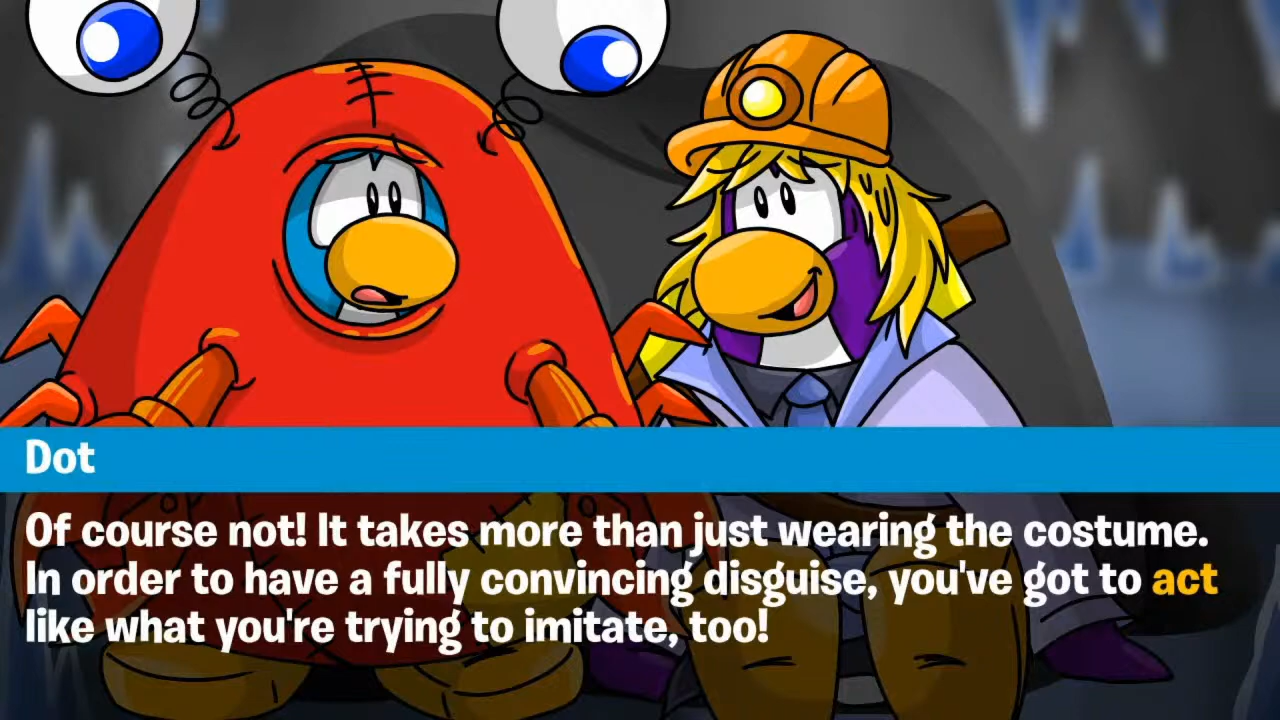 Dot
Of course not! It takes more than just wearing the costume.
In order to have a fully convincing disguise, you've got to act
like what you're trying to imitate, too!